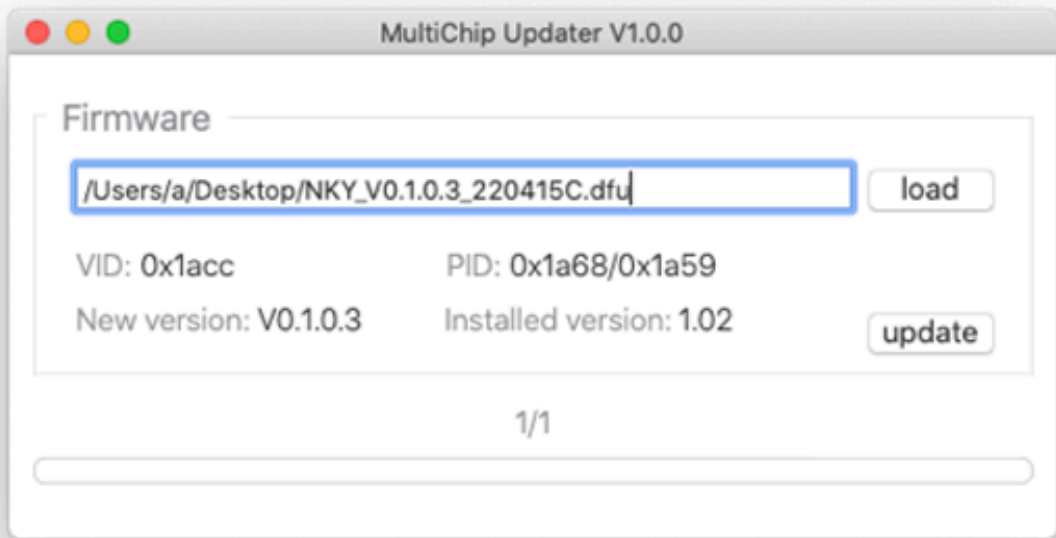 MultiChip Updater V1.0.0
Firmware
/Users/a/Desktop/NKY_V0.1.0.3_220415C.dfu
load
VID: 0x1acc PID: 0x1a68/0x1a59
New version: V0.1.0.3 Installed version: 1.02
update
1/1